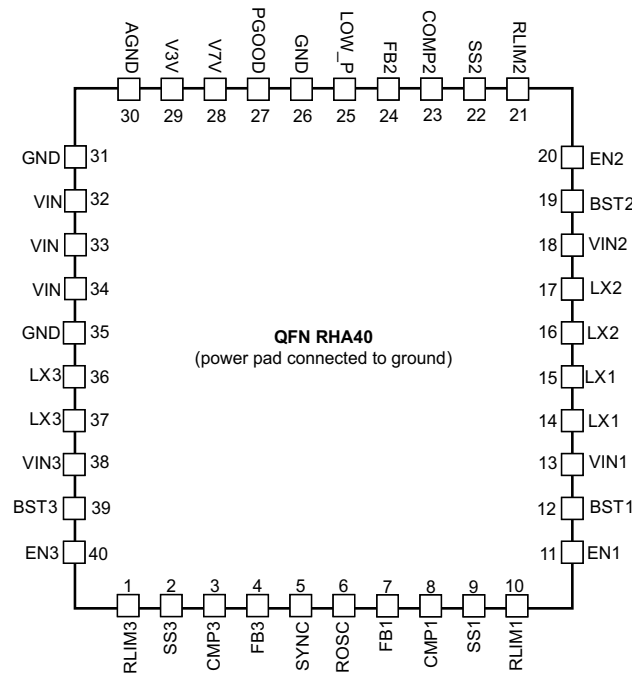 AGND
V3V
V7V
PGOOD
GND
LOW_P
FB2
COMP2
SS2
RLIM2
30
29
28
27
26
25
24
23
22
21
GND 31
VIN 32
VIN 33
VIN 34
GND 35
LX3 36
LX3 37
VIN3 38
BST3 39
EN3 40
QFN RHA40
(power pad connected to ground)
20 EN2
19 BST2
18 VIN2
17 LX2
16 LX2
15 LX1
14 LX1
13 VIN1
12 BST1
11 EN1
1
2
3
4
5
6
7
8
9
10
RLIM3
SS3
CMP3
FB3
SYNC
ROSC
FB1
CMP1
SS1
RLIM1